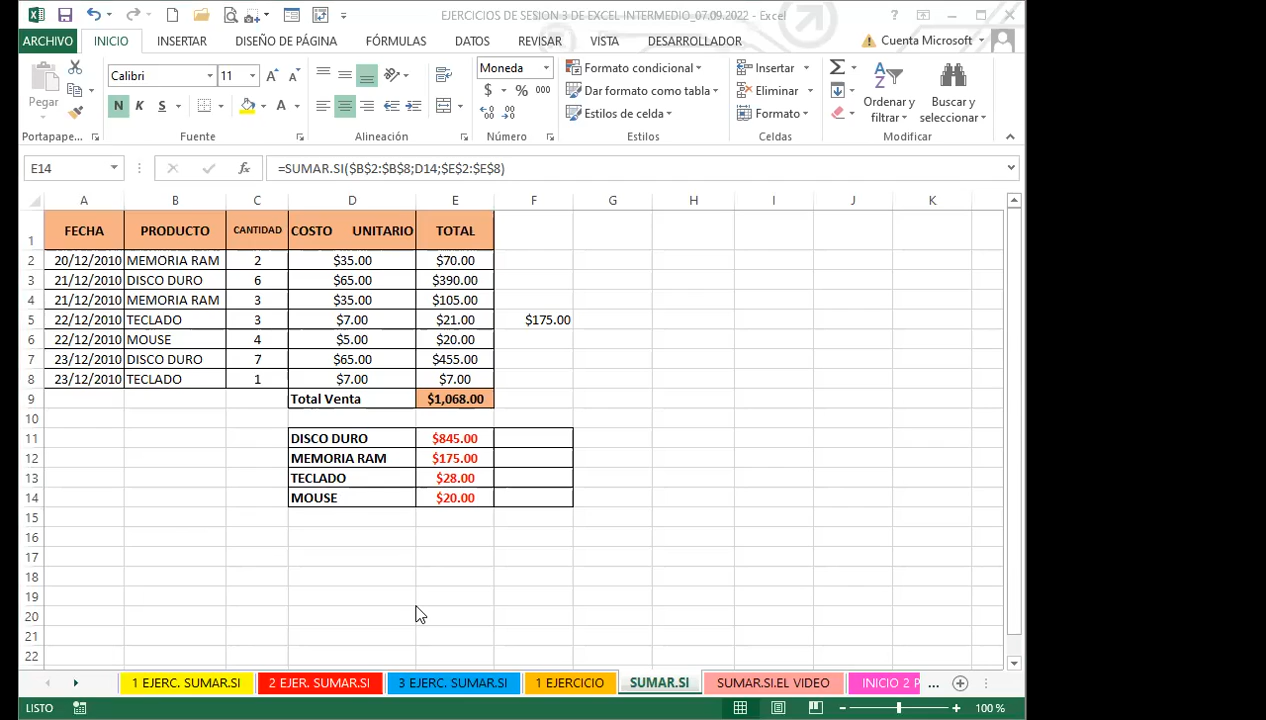 EJERCICIOS DE SESION 3 DE EXCEL INTERMEDIO_07.09.2022 - Excel
ARCHIVO INICIO INSERTAR DISEÑO DE PÁGINA FÓRMULAS DATOS REVISAR VISTA DESARROLLADOR Cuenta Microsoft
Pegar Calibri 11 Moneda Formato condicional Insertar Ordenar y filtrar Buscar y seleccionar
N K S A $ % 000 Dar formato como tabla Eliminar
Estilos de celda Formato
Portapape... Fuente Alineación Número Estilos Celdas Modificar
E14 fx =SUMAR.SI($B$2:$B$8;D14;$E$2:$E$8)
A B C D E F G H I J K
1 FECHA PRODUCTO CANTIDAD COSTO UNITARIO TOTAL
2 20/12/2010 MEMORIA RAM 2 $35.00 $70.00
3 21/12/2010 DISCO DURO 6 $65.00 $390.00
4 21/12/2010 MEMORIA RAM 3 $35.00 $105.00
5 22/12/2010 TECLADO 3 $7.00 $21.00 $175.00
6 22/12/2010 MOUSE 4 $5.00 $20.00
7 23/12/2010 DISCO DURO 7 $65.00 $455.00
8 23/12/2010 TECLADO 1 $7.00 $7.00
9 Total Venta $1,068.00
10
11 DISCO DURO $845.00
12 MEMORIA RAM $175.00
13 TECLADO $28.00
14 MOUSE $20.00
15
16
17
18
19
20
21
22
1 EJERC. SUMAR.SI 2 EJER. SUMAR.SI 3 EJERC. SUMAR.SI 1 EJERCICIO SUMAR.SI SUMAR.SI.EL VIDEO INICIO 2 P ...
LISTO 100 %